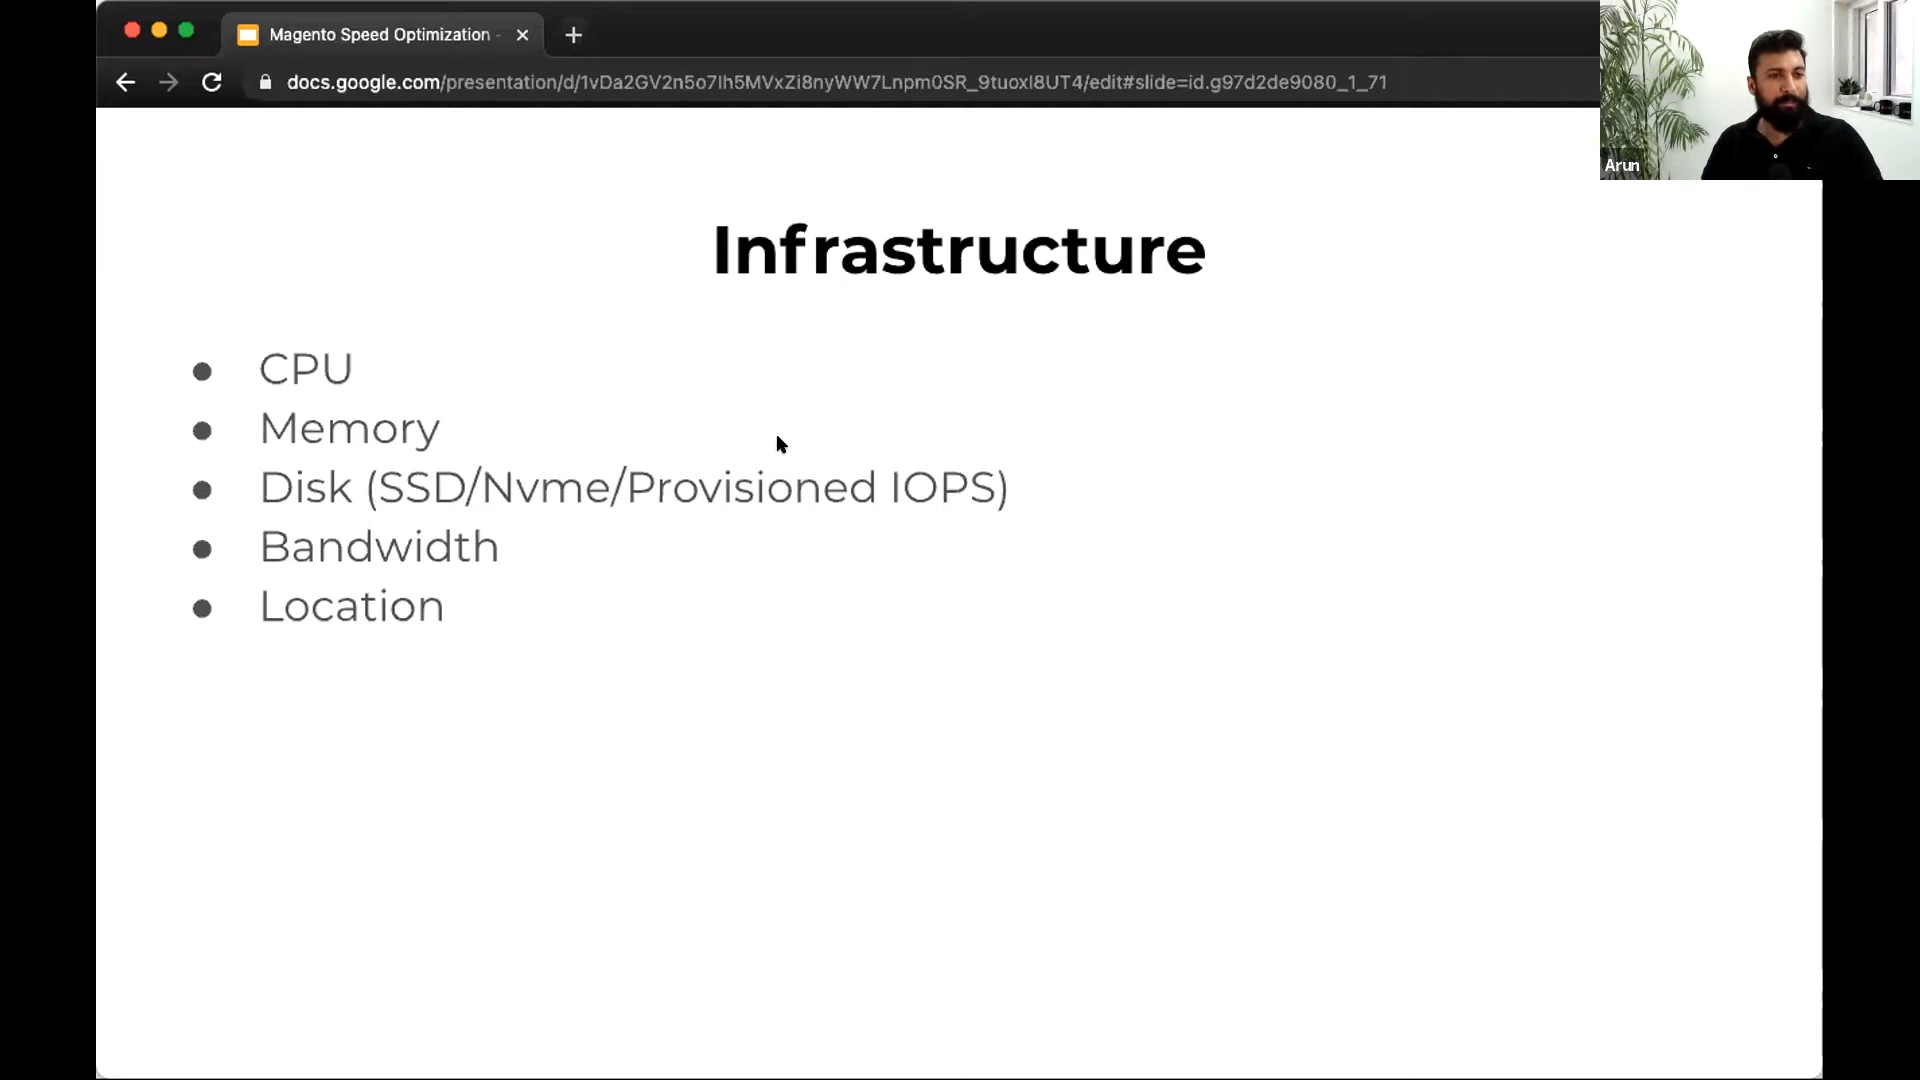 Magento Speed Optimization -
docs.google.com/presentation/d/1vDa2GV2n5o7lh5MVxZi8nyWW7Lnpm0SR_9tuoxl8UT4/edit#slide=id.g97d2de9080_1_71
Arun
Infrastructure
● CPU
● Memory
● Disk (SSD/Nvme/Provisioned IOPS)
● Bandwidth
● Location